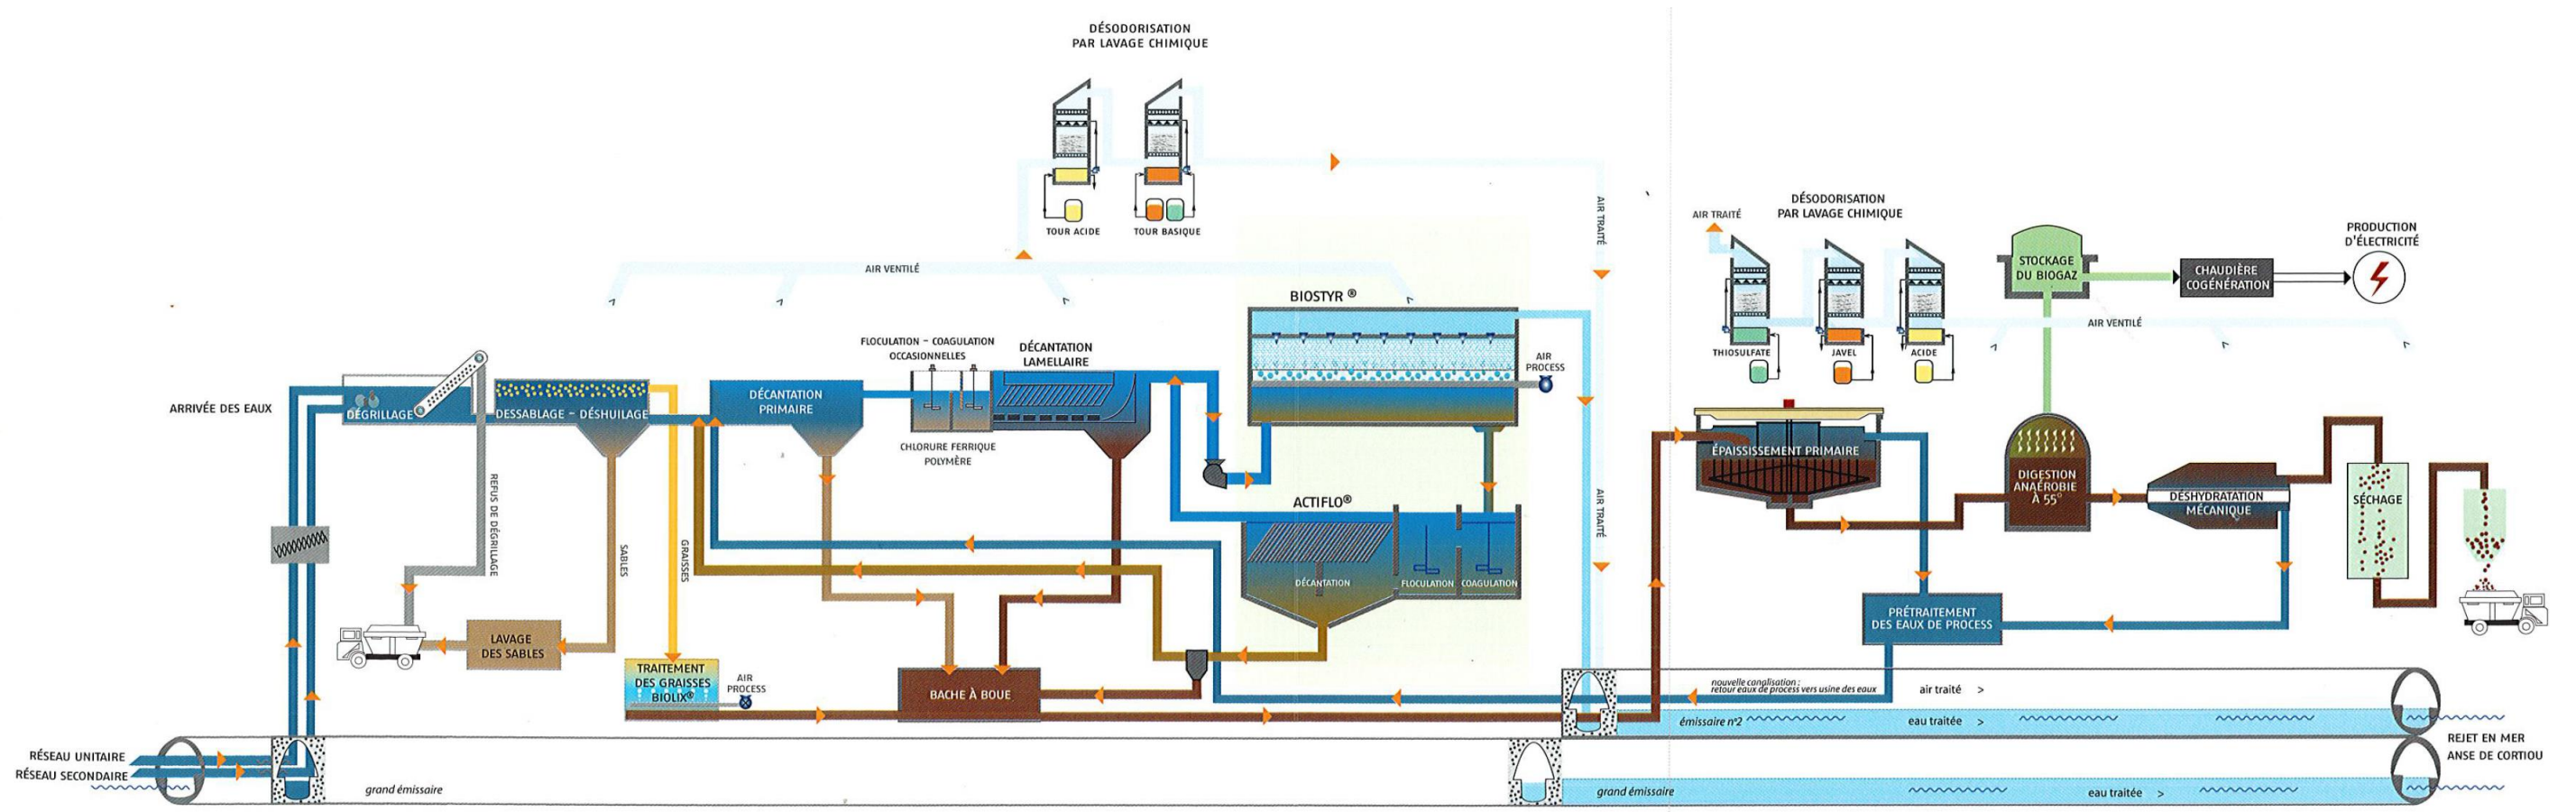 DÉSODORISATION
PAR LAVAGE CHIMIQUE
TOUR ACIDE
TOUR BASIQUE
AIR VENTILÉ
AIR TRAITÉ
AIR TRAITÉ
ARRIVÉE DES EAUX
DÉGRILLAGE
DESSABLAGE – DÉSHUILAGE
DÉCANTATION
PRIMAIRE
FLOCULATION – COAGULATION
OCCASIONNELLES
CHLORURE FERRIQUE
POLYMÈRE
DÉCANTATION
LAMELLAIRE
BIOSTYR ®
AIR
PROCESS
ACTIFLO®
DÉCANTATION
FLOCULATION
COAGULATION
REFUS DE DÉGRILLAGE
SABLES
GRAISSES
LAVAGE
DES SABLES
TRAITEMENT
DES GRAISSES
BIOLIX®
AIR
PROCESS
BACHE À BOUE
RÉSEAU UNITAIRE
RÉSEAU SECONDAIRE
grand émissaire
AIR TRAITÉ
DÉSODORISATION
PAR LAVAGE CHIMIQUE
THIOSULFATE
JAVEL
ACIDE
AIR VENTILÉ
STOCKAGE
DU BIOGAZ
CHAUDIÈRE
COGÉNÉRATION
PRODUCTION
D'ÉLECTRICITÉ
ÉPAISSISSEMENT PRIMAIRE
DIGESTION
ANAÉROBIE
À 55°
DÉSHYDRATATION
MÉCANIQUE
SÉCHAGE
PRÉTRAITEMENT
DES EAUX DE PROCESS
nouvelle canalisation :
retour eaux de process vers usine des eaux
air traité >
émissaire n°2
eau traitée >
grand émissaire
eau traitée >
REJET EN MER
ANSE DE CORTIOU